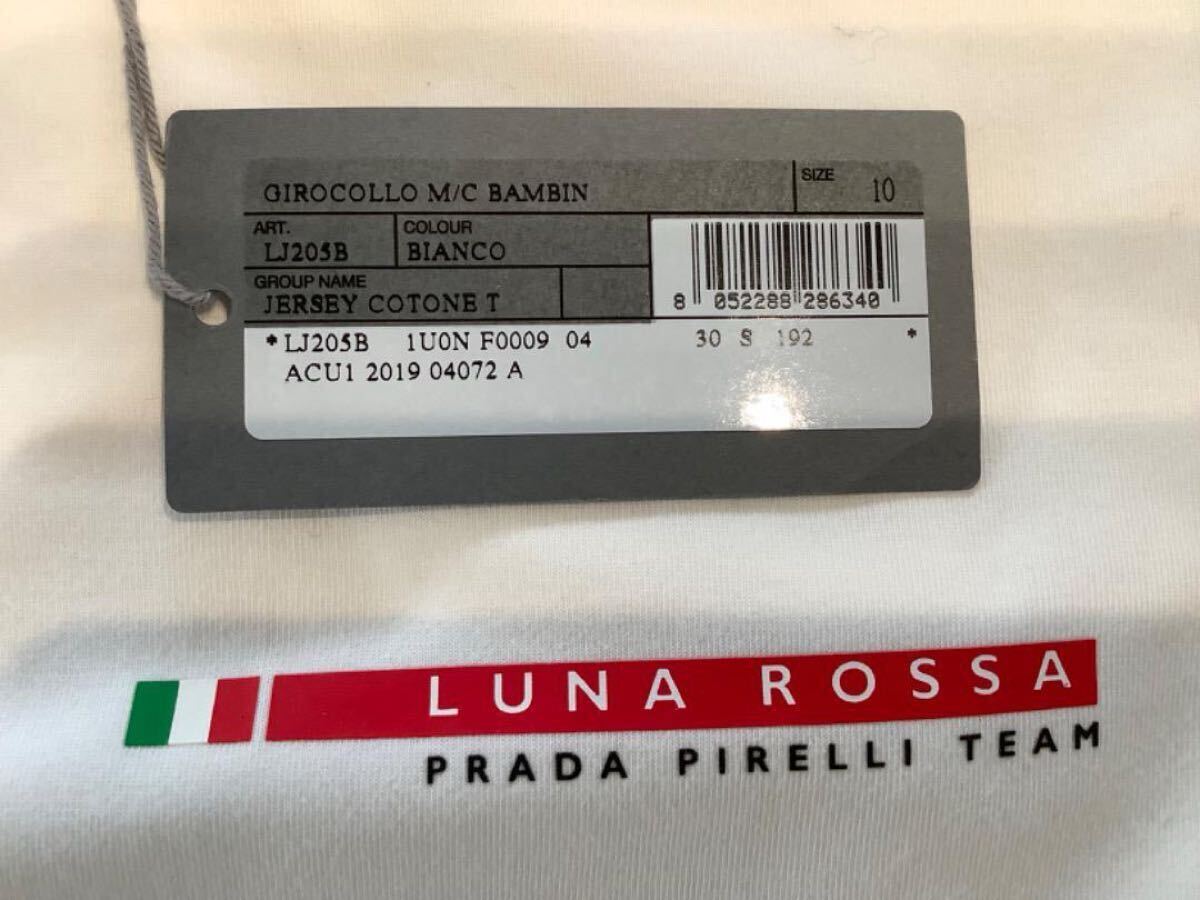 GIROCOLLO M/C BAMBIN
SIZE 10
ART. COLOUR
LJ205B BIANCO
GROUP NAME
JERSEY COTONE T
8 052288 286340
*LJ205B 1U0N F0009 04 30 S 192 *
ACU1 2019 04072 A
LUNA ROSSA
PRADA PIRELLI TEAM